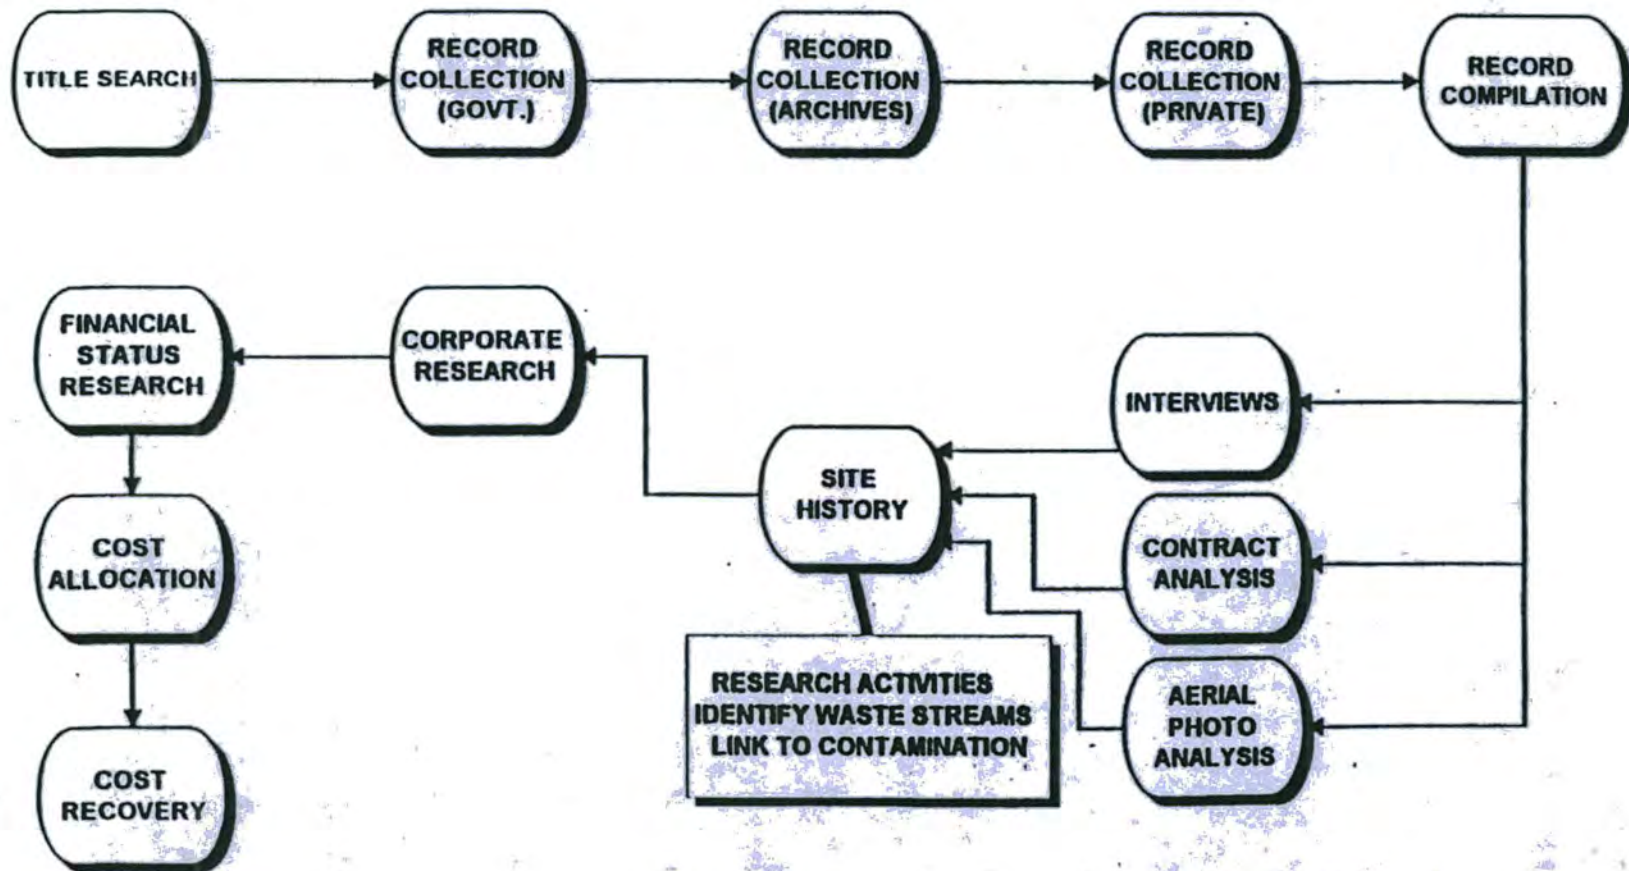 TITLE SEARCH
RECORD
COLLECTION
(GOVT.)
RECORD
COLLECTION
(ARCHIVES)
RECORD
COLLECTION
(PRIVATE)
RECORD
COMPILATION
FINANCIAL
STATUS
RESEARCH
CORPORATE
RESEARCH
INTERVIEWS
SITE
HISTORY
CONTRACT
ANALYSIS
COST
ALLOCATION
RESEARCH ACTIVITIES
IDENTIFY WASTE STREAMS
LINK TO CONTAMINATION
AERIAL
PHOTO
ANALYSIS
COST
RECOVERY